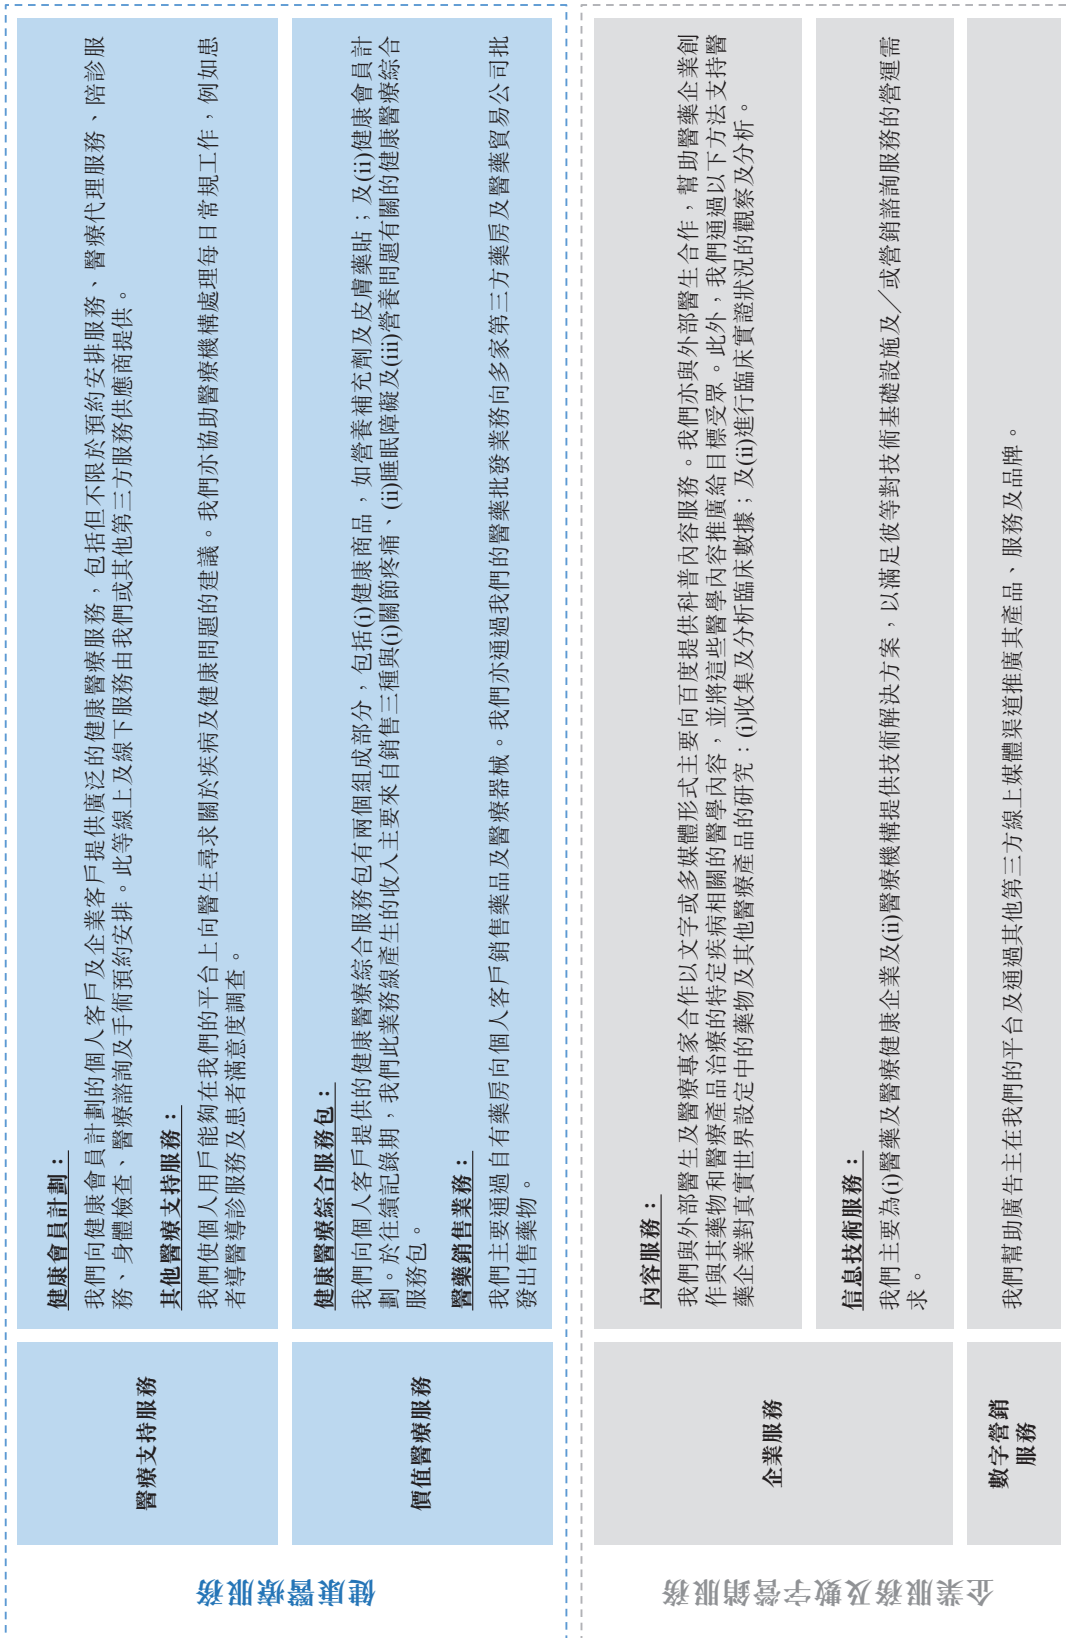 健康醫療服務
醫療支持服務
健康會員計劃：
我們向健康會員計劃的個人客戶及企業客戶提供廣泛的健康醫療服務，包括但不限於預約安排服務、醫療代理服務、陪診服
務、身體檢查、醫療諮詢及手術預約安排。此等線上及線下服務由我們或其他第三方服務供應商提供。
其他醫療支持服務：
我們使個人用戶能夠在我們的平台上向醫生尋求關於疾病及健康問題的建議。我們亦協助醫療機構處理每日常規工作，例如患
者導醫導診服務及患者滿意度調查。
價值醫療服務
健康醫療綜合服務包：
我們向個人客戶提供的健康醫療綜合服務包有兩個組成部分，包括(i)健康商品，如營養補充劑及皮膚藥貼；及(ii)健康會員計
劃。於往績記錄期，我們此業務線產生的收入主要來自銷售三種與(i)關節疼痛、(ii)睡眠障礙及(iii)營養問題有關的健康醫療綜合
服務包。
醫藥銷售業務：
我們主要通過自有藥房向個人客戶銷售藥品及醫療器械。我們亦通過我們的醫藥批發業務向多家第三方藥房及醫藥貿易公司批
發出售藥物。
企業服務及數字營銷服務
企業服務
內容服務：
我們與外部醫生及醫療專家合作以文字或多媒體形式主要向百度提供科普內容服務。我們亦與外部醫生合作，幫助醫藥企業創
作與其藥物和醫療產品治療的特定疾病相關的醫學內容，並將這些醫學內容推廣給目標受眾。此外，我們通過以下方法支持醫
藥企業對真實世界設定中的藥物及其他醫療產品的研究：(i)收集及分析臨床數據；及(ii)進行臨床實證狀況的觀察及分析。
信息技術服務：
我們主要為(i)醫藥及醫療健康企業及(ii)醫療機構提供技術解決方案，以滿足彼等對技術基礎設施及╱或營銷諮詢服務的營運需
求。
數字營銷
服務
我們幫助廣告主在我們的平台及通過其他第三方線上媒體渠道推廣其產品、服務及品牌。